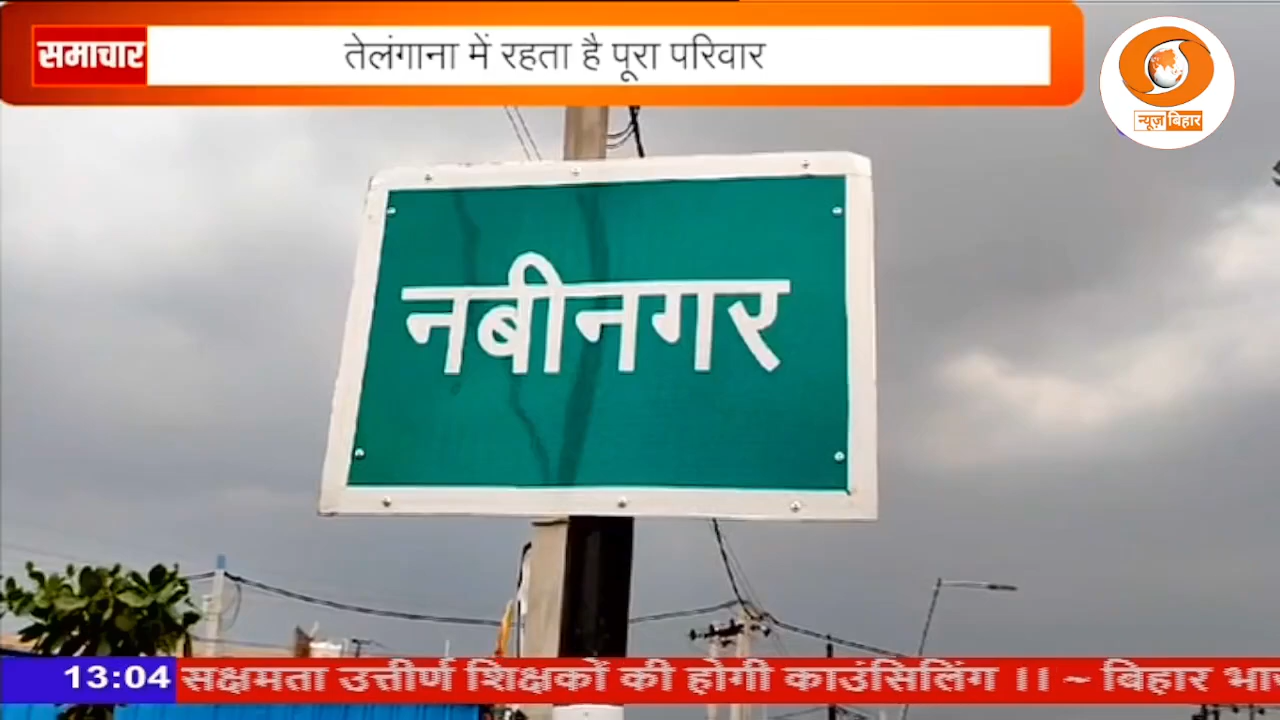 समाचार
तेलंगाना में रहता है पूरा परिवार
न्यूज़ बिहार
नबीनगर
13:04
सक्षमता उत्तीर्ण शिक्षकों की होगी काउंसिलिंग ।। ~ बिहार